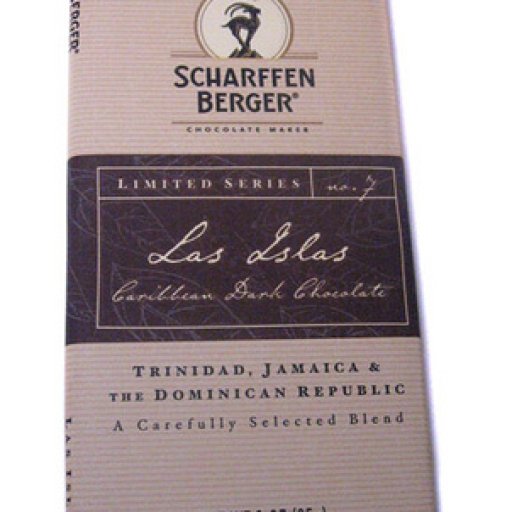 SCHARFFEN
BERGER®
CHOCOLATE MAKER
LIMITED SERIES no. 7
Las Islas
Caribbean Dark Chocolate
TRINIDAD, JAMAICA &
THE DOMINICAN REPUBLIC
A Carefully Selected Blend
BERGER®